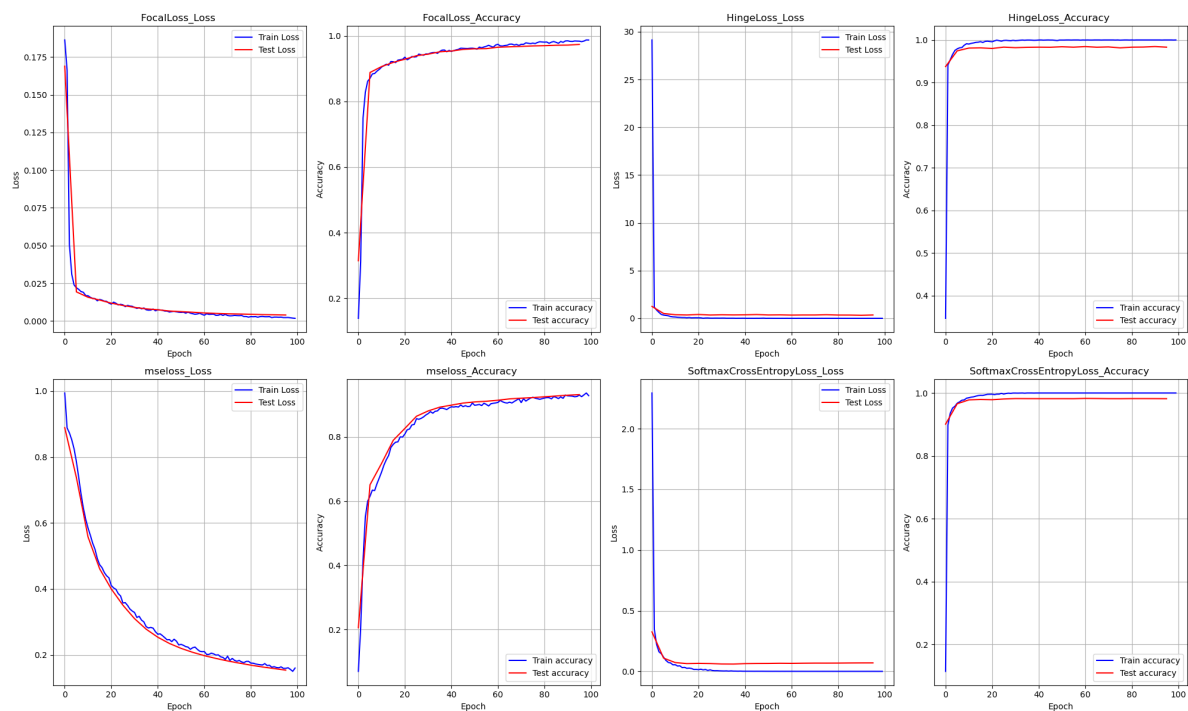 FocalLoss_Loss
0.175
0.150
0.125
0.100
0.075
0.050
0.025
0.000
Loss
Train Loss
Test Loss
0 20 40 60 80 100
Epoch
FocalLoss_Accuracy
1.0
0.8
0.6
0.4
0.2
Accuracy
Train accuracy
Test accuracy
0 20 40 60 80 100
Epoch
HingeLoss_Loss
30
25
20
15
10
5
0
Loss
Train Loss
Test Loss
0 20 40 60 80 100
Epoch
HingeLoss_Accuracy
1.0
0.9
0.8
0.7
0.6
0.5
0.4
Accuracy
Train accuracy
Test accuracy
0 20 40 60 80 100
Epoch
mseloss_Loss
1.0
0.8
0.6
0.4
0.2
Loss
Train Loss
Test Loss
0 20 40 60 80 100
Epoch
mseloss_Accuracy
0.8
0.6
0.4
0.2
Accuracy
Train accuracy
Test accuracy
0 20 40 60 80 100
Epoch
SoftmaxCrossEntropyLoss_Loss
2.0
1.5
1.0
0.5
0.0
Loss
Train Loss
Test Loss
0 20 40 60 80 100
Epoch
SoftmaxCrossEntropyLoss_Accuracy
1.0
0.8
0.6
0.4
0.2
Accuracy
Train accuracy
Test accuracy
0 20 40 60 80 100
Epoch